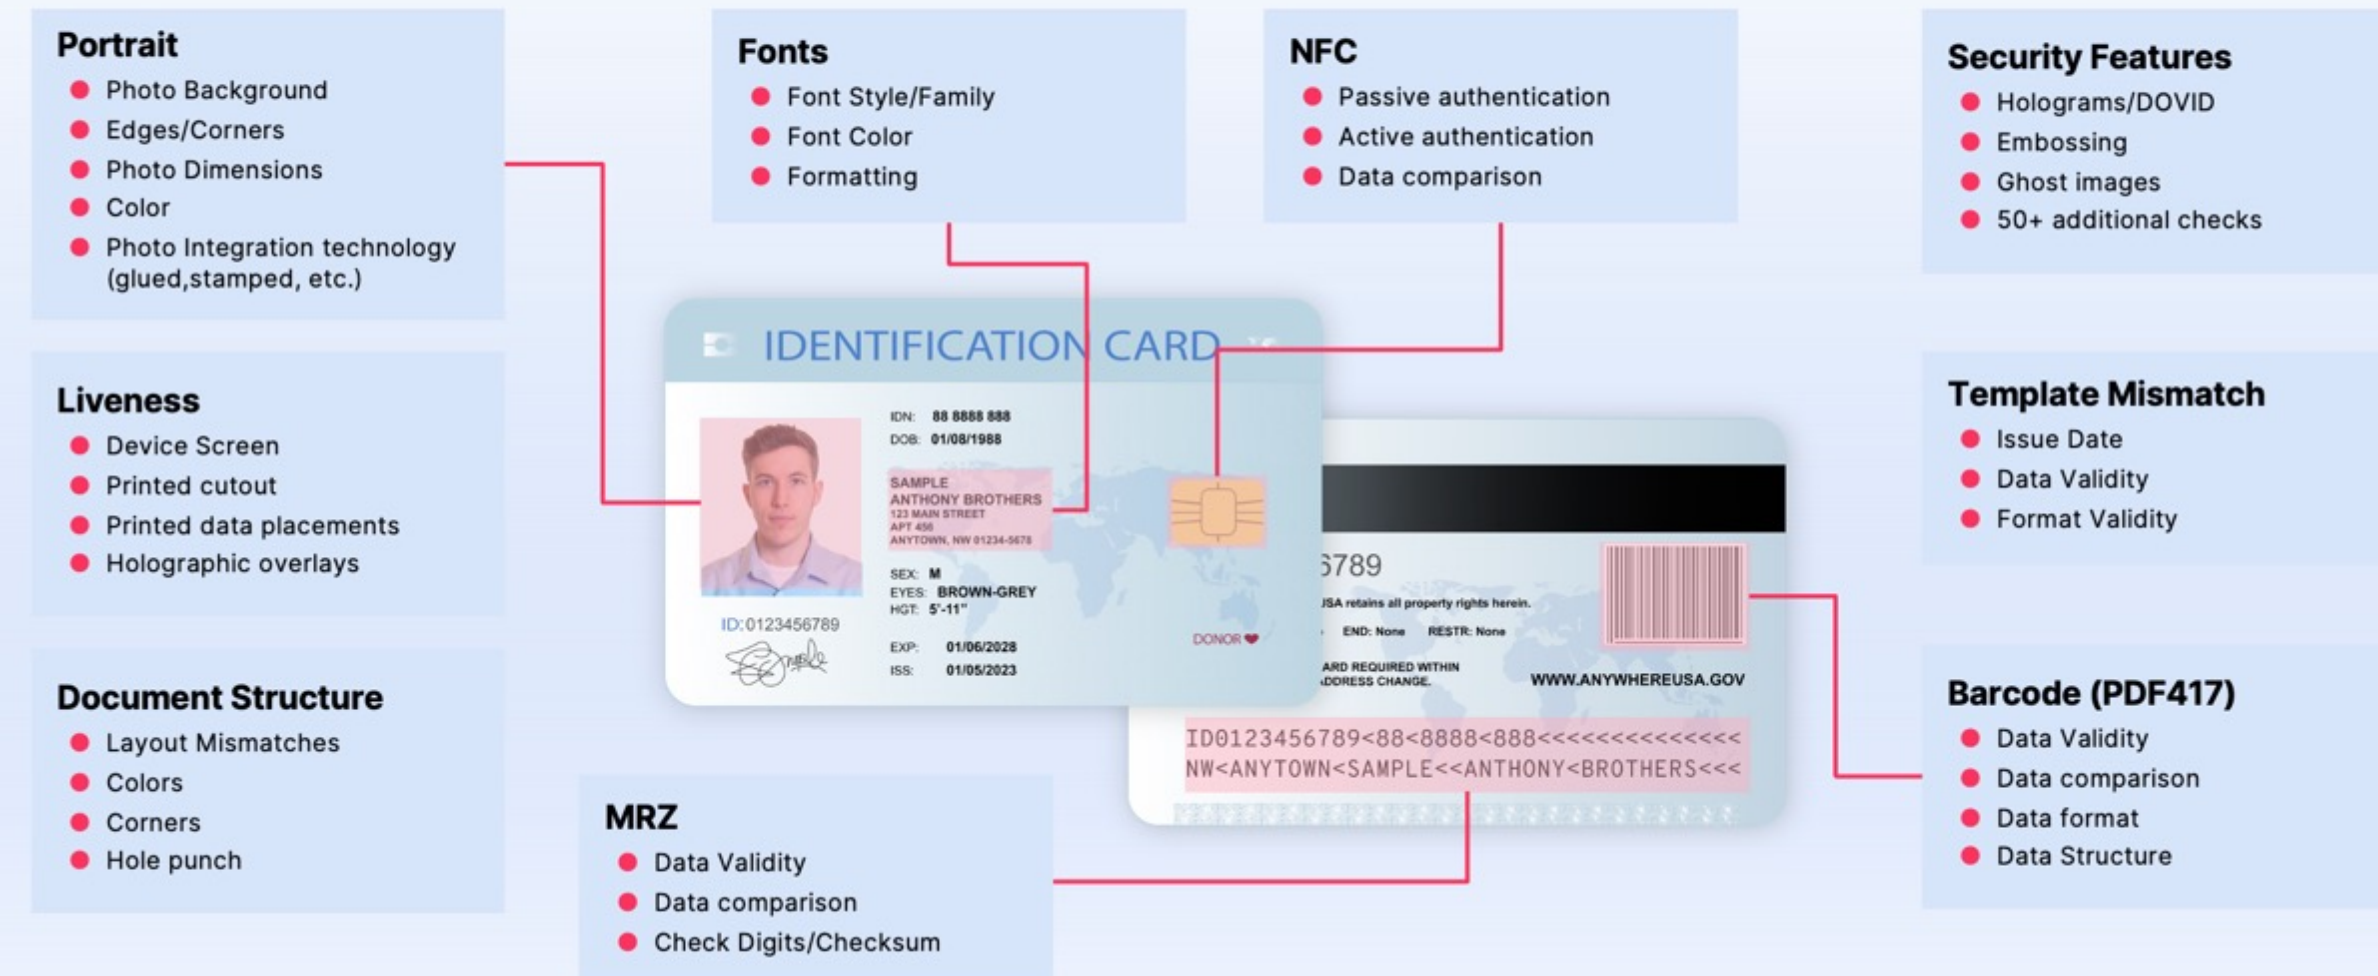 Portrait
Photo Background
Edges/Corners
Photo Dimensions
Color
Photo Integration technology
(glued,stamped, etc.)
Liveness
Device Screen
Printed cutout
Printed data placements
Holographic overlays
Document Structure
Layout Mismatches
Colors
Corners
Hole punch
Fonts
Font Style/Family
Font Color
Formatting
NFC
Passive authentication
Active authentication
Data comparison
IDENTIFICATION CARD
IDN: 88 8888 888
DOB: 01/08/1988
SAMPLE
ANTHONY BROTHERS
123 MAIN STREET
APT 456
ANYTOWN, NW 01234-5678
SEX: M
EYES: BROWN-GREY
HGT: 5'-11"
EXP: 01/06/2028
ISS: 01/05/2023
ID:0123456789
DONOR
6789
USA retains all property rights herein.
END: None RESTR: None
ARD REQUIRED WITHIN
ADDRESS CHANGE.
WWW.ANYWHEREUSA.GOV
ID0123456789<88<8888<888<<<<<<<<<<<<<<
NW<ANYTOWN<SAMPLE<<ANTHONY<BROTHERS<<<
MRZ
Data Validity
Data comparison
Check Digits/Checksum
Security Features
Holograms/DOVID
Embossing
Ghost images
50+ additional checks
Template Mismatch
Issue Date
Data Validity
Format Validity
Barcode (PDF417)
Data Validity
Data comparison
Data format
Data Structure